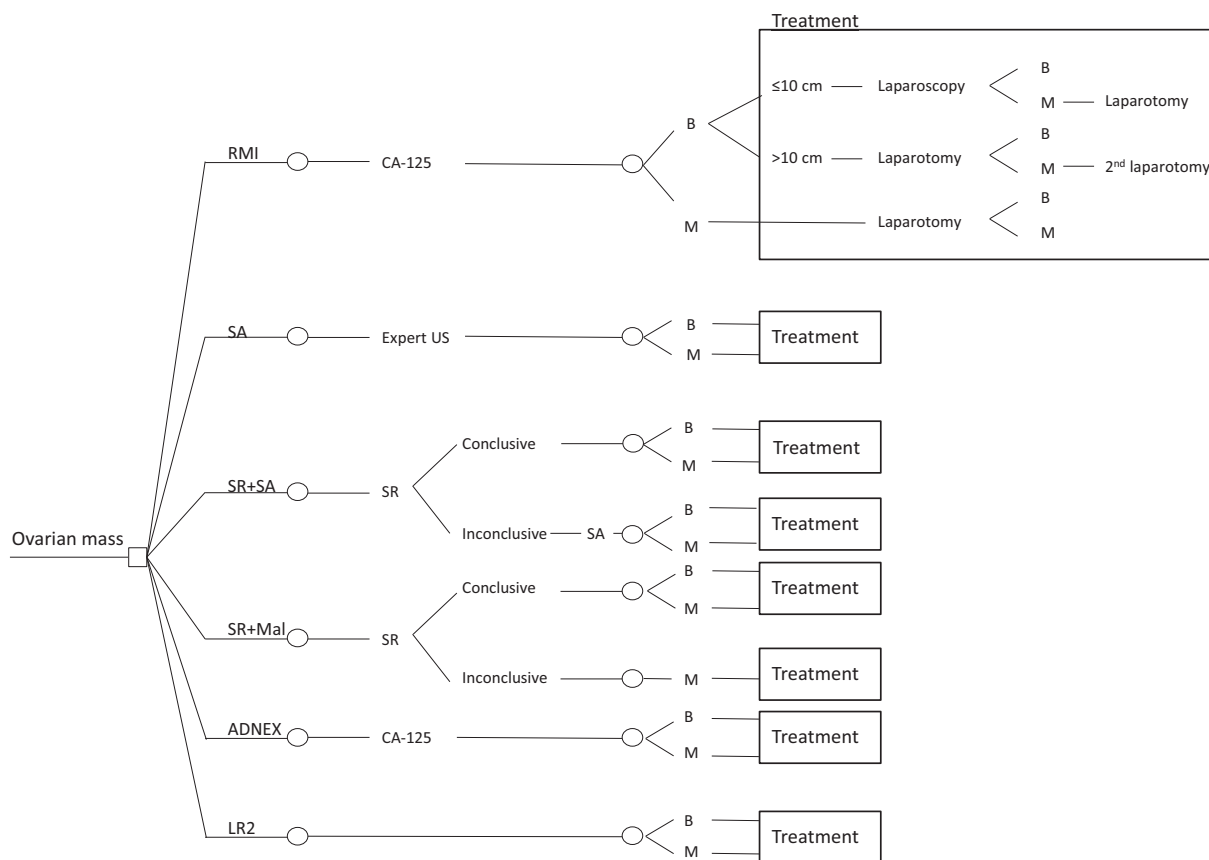 Treatment
≤10 cm
Laparoscopy
B
M
Laparotomy
B
>10 cm
Laparotomy
B
M
2nd laparotomy
RMI
CA-125
M
Laparotomy
B
M
SA
Expert US
B
M
Treatment
SR+SA
SR
Conclusive
B
M
Treatment
Inconclusive
SA
B
M
Treatment
Ovarian mass
SR+Mal
SR
Conclusive
B
M
Treatment
Inconclusive
M
Treatment
ADNEX
CA-125
B
M
Treatment
LR2
B
M
Treatment